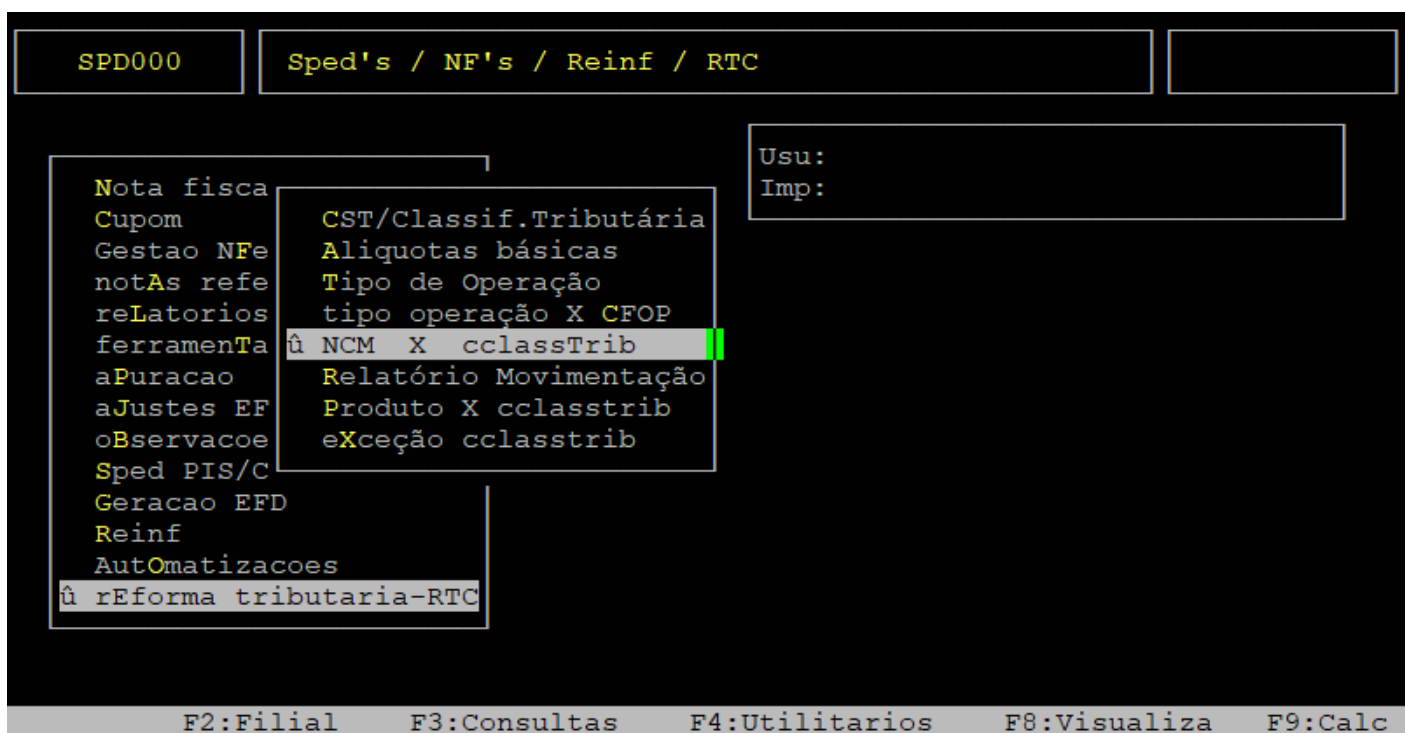 SPD000
Sped's / NF's / Reinf / RTC
Usu:
Imp:
Nota fisca
Cupom
Gestao NFe
notAs refe
reLatorios
ferramenTa
aPuracao
aJustes EF
oBservacoe
Sped PIS/C
Geracao EFD
Reinf
AutOmatizacoes
û rEforma tributaria-RTC
CST/Classif.Tributária
Aliquotas básicas
Tipo de Operação
tipo operação X CFOP
û NCM  X  cclassTrib
Relatório Movimentação
Produto X cclasstrib
eXceção cclasstrib
F2:Filial F3:Consultas F4:Utilitarios F8:Visualiza F9:Calc